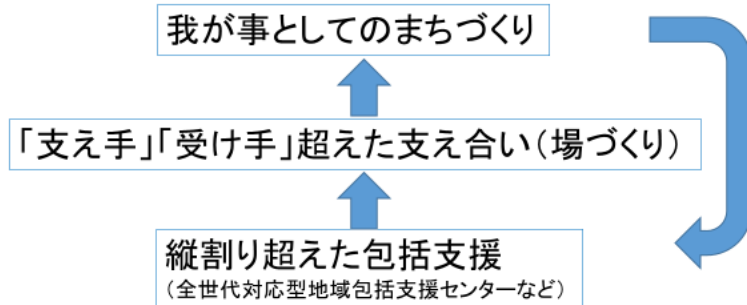 我が事としてのまちづくり
「支え手」「受け手」超えた支え合い（場づくり）
縦割り超えた包括支援
（全世代対応型地域包括支援センターなど）